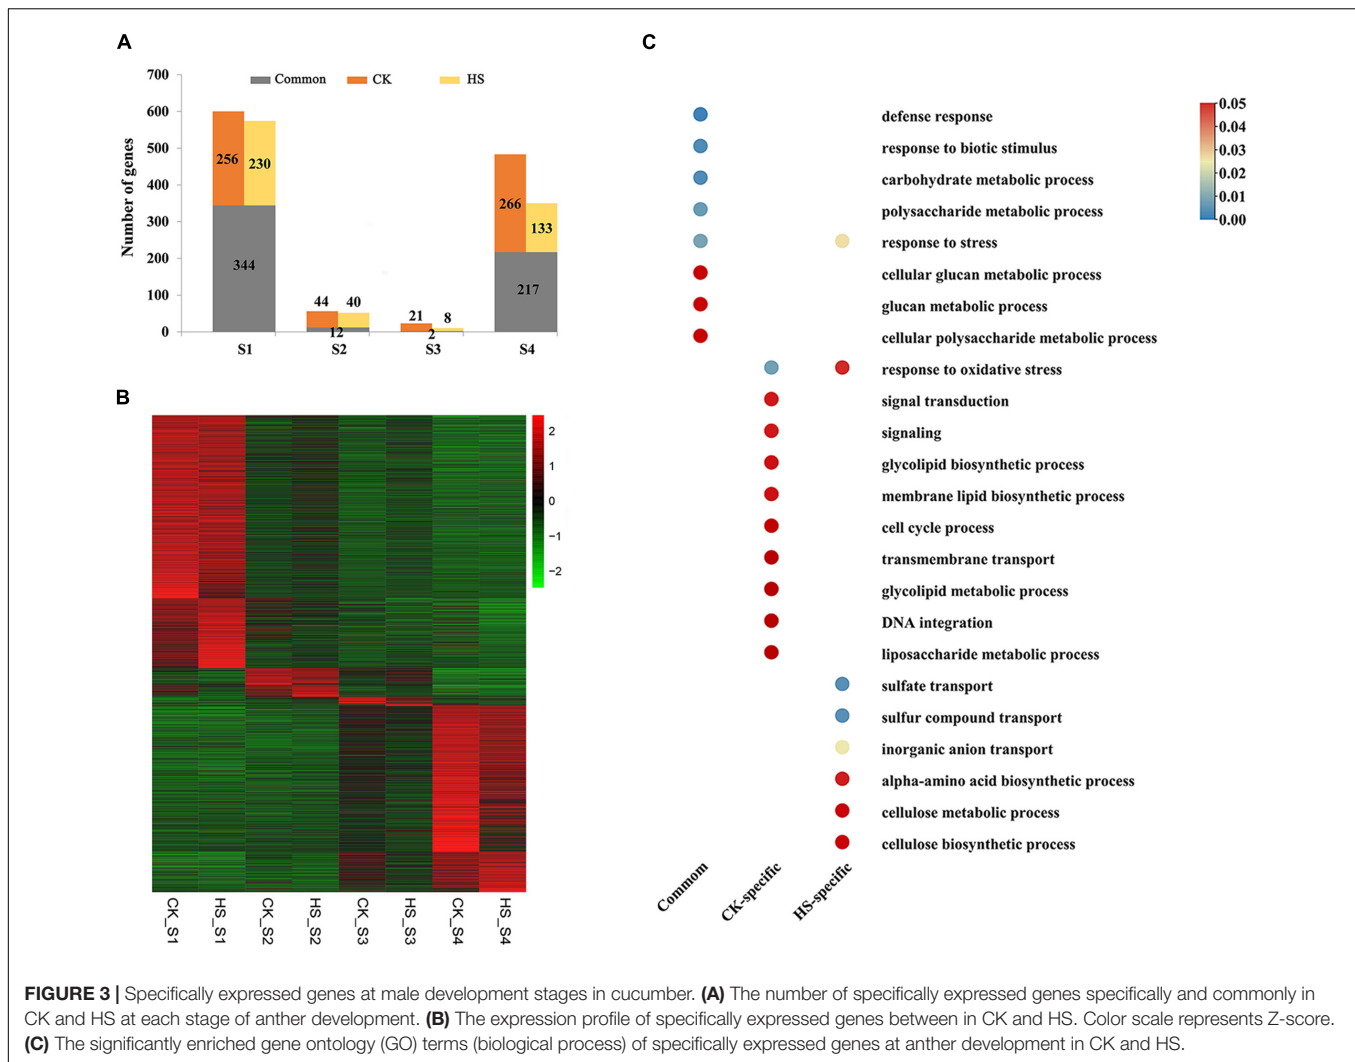 A
Number of genes
700
600
500
400
300
200
100
0
Common
CK
HS
256
230
344
44
40
12
21
8
2
266
133
217
S1
S2
S3
S4
B
2
1
0
−1
−2
CK_S1
HS_S1
CK_S2
HS_S2
CK_S3
HS_S3
CK_S4
HS_S4
C
defense response
response to biotic stimulus
carbohydrate metabolic process
polysaccharide metabolic process
response to stress
cellular glucan metabolic process
glucan metabolic process
cellular polysaccharide metabolic process
response to oxidative stress
signal transduction
signaling
glycolipid biosynthetic process
membrane lipid biosynthetic process
cell cycle process
transmembrane transport
glycolipid metabolic process
DNA integration
liposaccharide metabolic process
sulfate transport
sulfur compound transport
inorganic anion transport
alpha-amino acid biosynthetic process
cellulose metabolic process
cellulose biosynthetic process
Commom
CK-specific
HS-specific
0.05
0.04
0.03
0.02
0.01
0.00
FIGURE 3 | Specifically expressed genes at male development stages in cucumber. (A) The number of specifically expressed genes specifically and commonly in
CK and HS at each stage of anther development. (B) The expression profile of specifically expressed genes between in CK and HS. Color scale represents Z-score.
(C) The significantly enriched gene ontology (GO) terms (biological process) of specifically expressed genes at anther development in CK and HS.